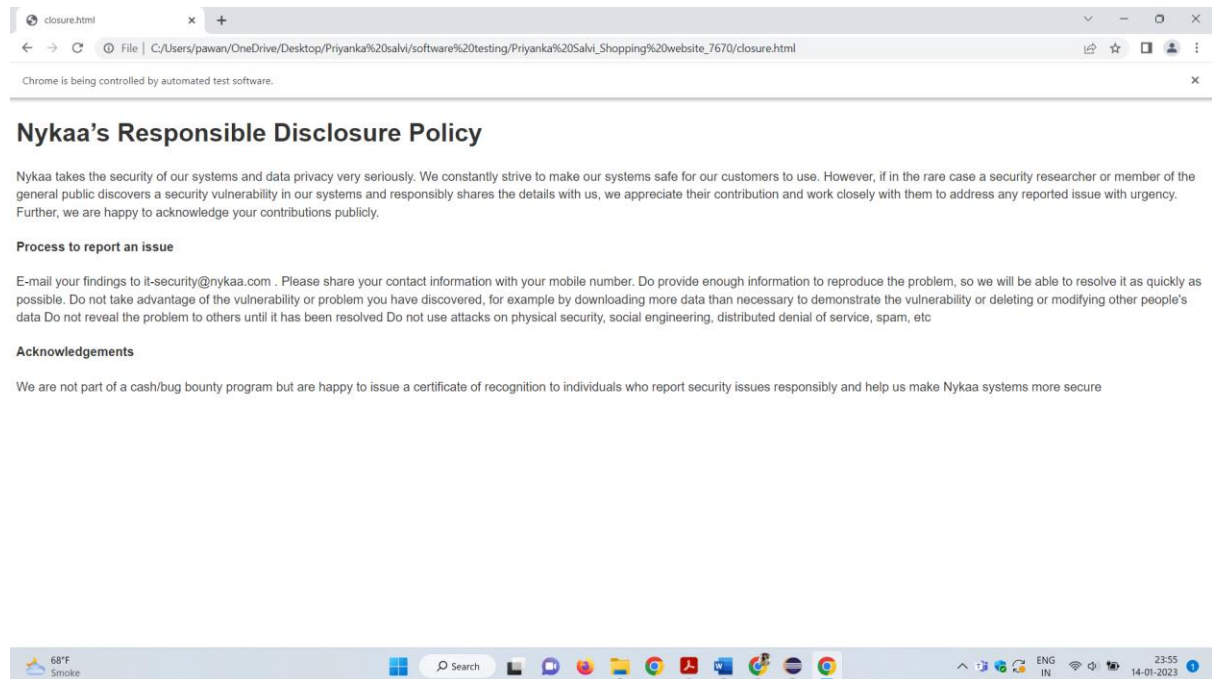 closure.html
File | C:/Users/pawan/OneDrive/Desktop/Priyanka%20salvi/software%20testing/Priyanka%20Salvi_Shopping%20website_7670/closure.html
Chrome is being controlled by automated test software.
Nykaa’s Responsible Disclosure Policy
Nykaa takes the security of our systems and data privacy very seriously. We constantly strive to make our systems safe for our customers to use. However, if in the rare case a security researcher or member of the
general public discovers a security vulnerability in our systems and responsibly shares the details with us, we appreciate their contribution and work closely with them to address any reported issue with urgency.
Further, we are happy to acknowledge your contributions publicly.
Process to report an issue
E-mail your findings to it-security@nykaa.com . Please share your contact information with your mobile number. Do provide enough information to reproduce the problem, so we will be able to resolve it as quickly as
possible. Do not take advantage of the vulnerability or problem you have discovered, for example by downloading more data than necessary to demonstrate the vulnerability or deleting or modifying other people's
data Do not reveal the problem to others until it has been resolved Do not use attacks on physical security, social engineering, distributed denial of service, spam, etc
Acknowledgements
We are not part of a cash/bug bounty program but are happy to issue a certificate of recognition to individuals who report security issues responsibly and help us make Nykaa systems more secure
68°F
Smoke
Search
ENG
IN
23:55
14-01-2023
1